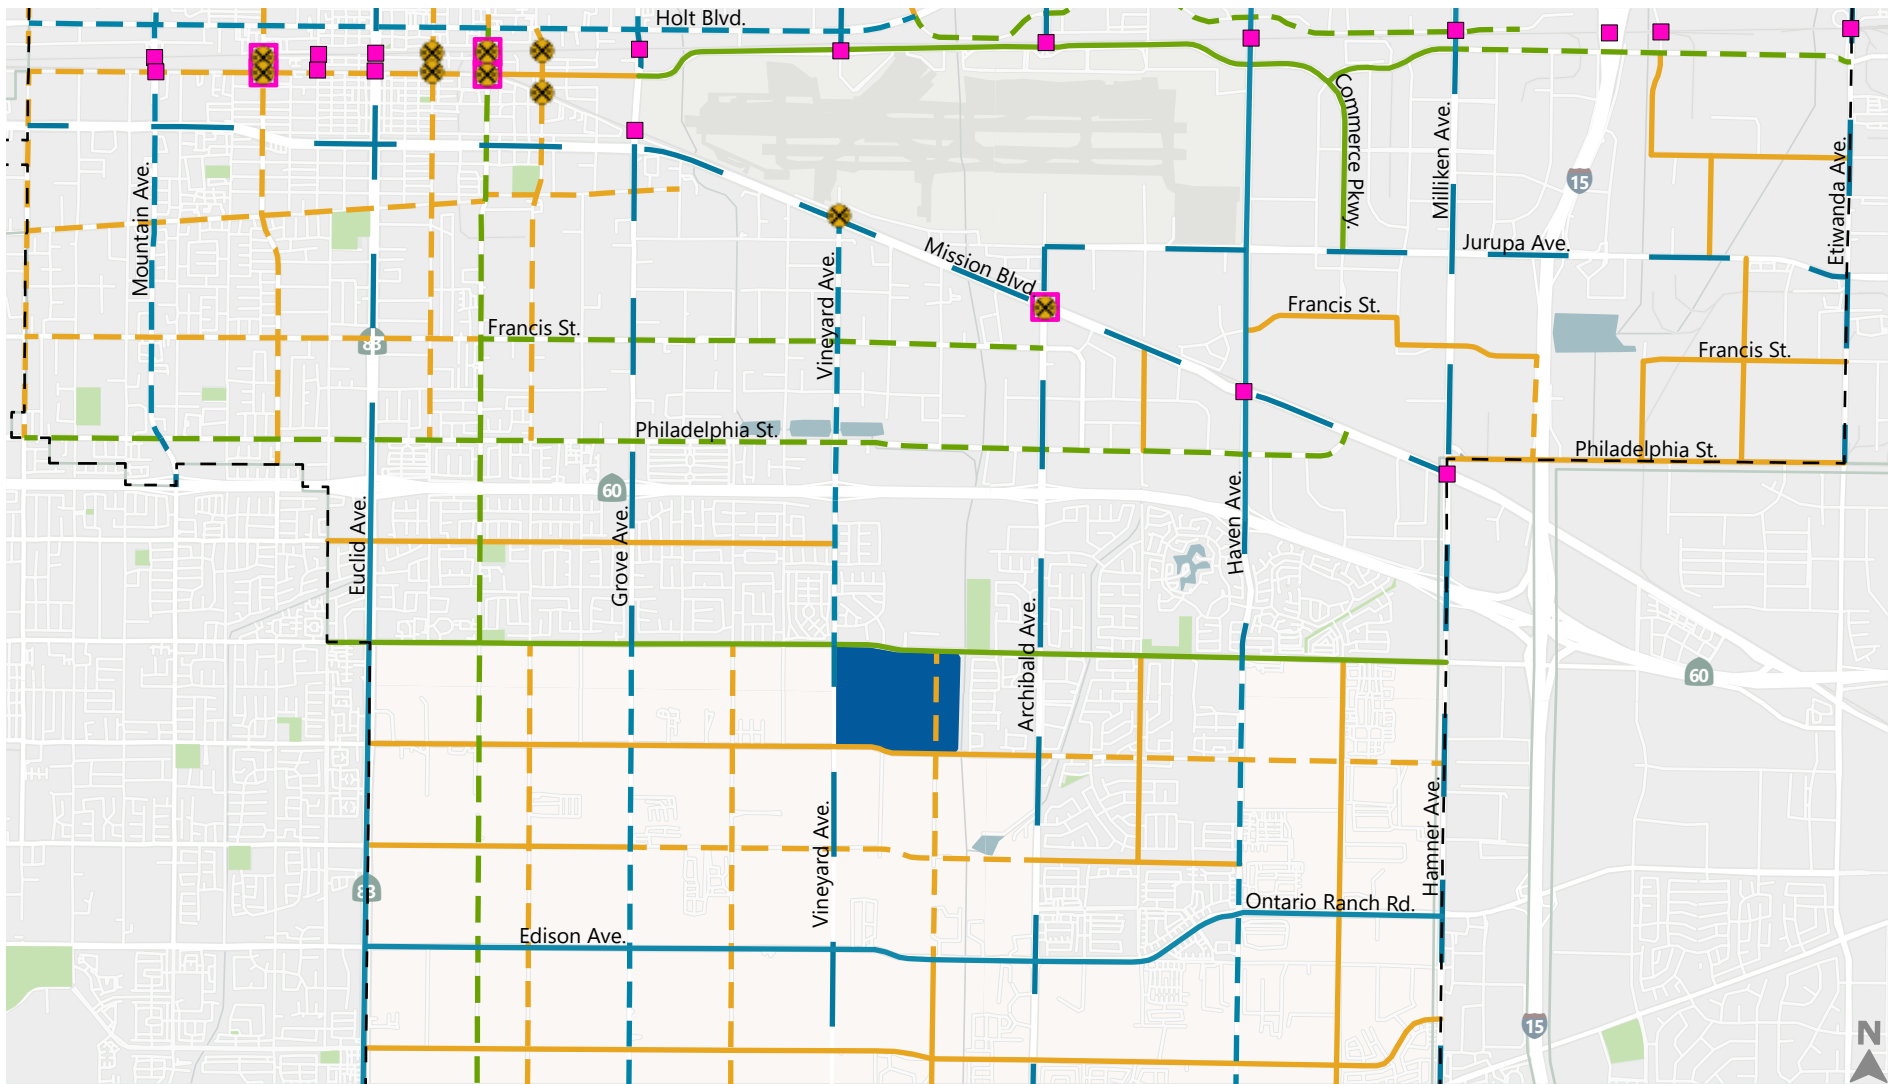 Holt Blvd.
Commerce Pkwy.
Milliken Ave.
Etiwanda Ave.
Mountain Ave.
15
Mission Blvd
Jurupa Ave.
Vineyard Ave.
Francis St.
Francis St.
83
Francis St.
Philadelphia St.
Philadelphia St.
60
Euclid Ave.
Grove Ave.
Haven Ave.
Archibald Ave.
60
Hamner Ave.
Vineyard Ave.
83
Ontario Ranch Rd.
Edison Ave.
15
N